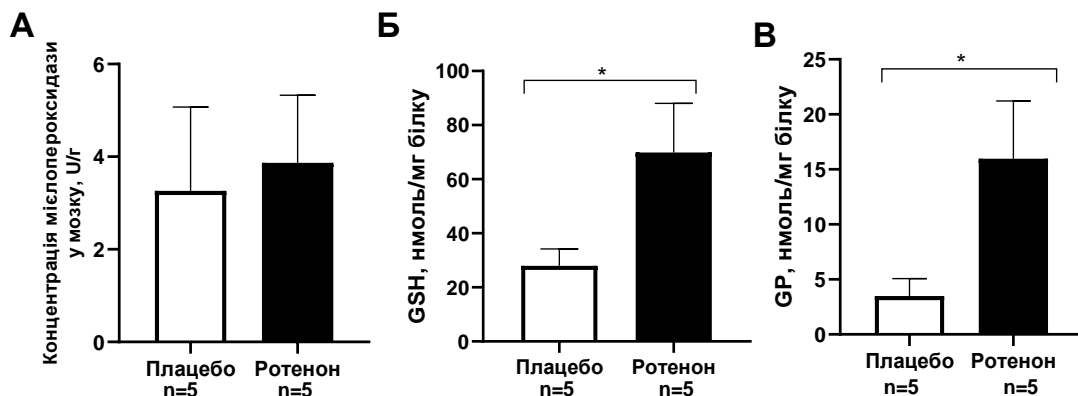 А
Концентрація мієлопероксидази
у мозку, U/г
6
4
2
0
Плацебо
n=5
Ротенон
n=5
Б
GSH, нмоль/мг білку
100
80
60
40
20
0
*
Плацебо
n=5
Ротенон
n=5
В
GP, нмоль/мг білку
25
20
15
10
5
0
*
Плацебо
n=5
Ротенон
n=5